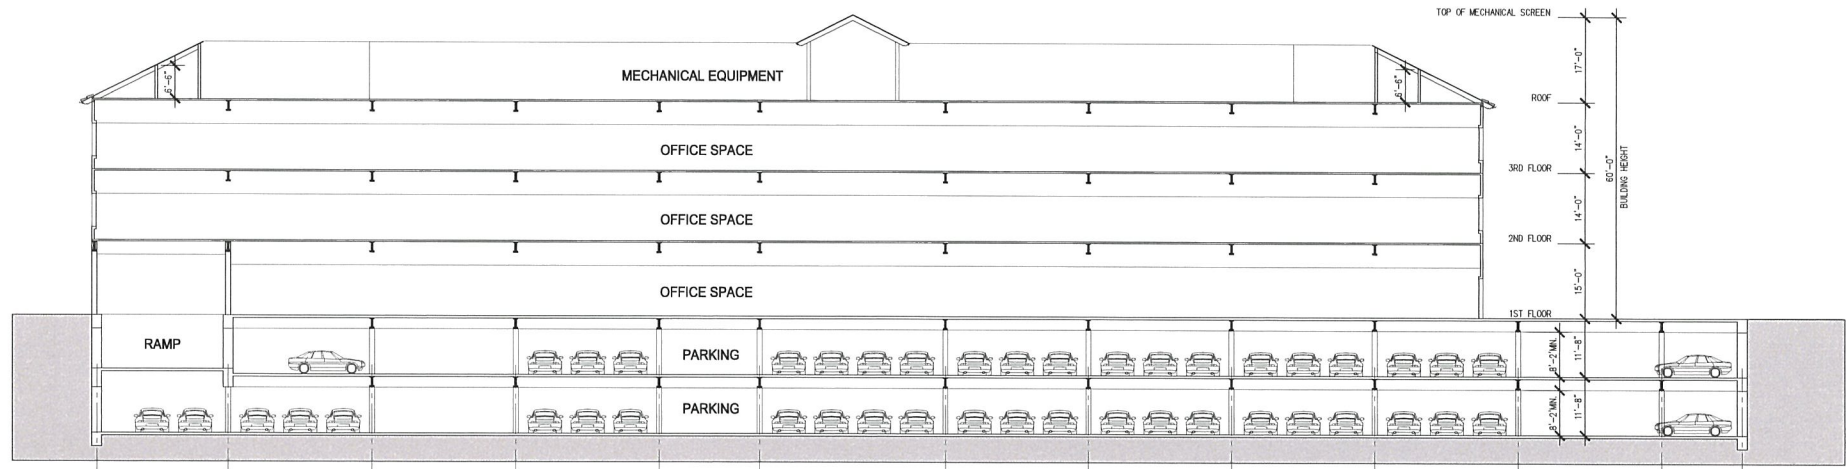 TOP OF MECHANICAL SCREEN
17'-0"
MECHANICAL EQUIPMENT
6'-6"
6'-6"
ROOF
14'-0"
OFFICE SPACE
3RD FLOOR
60'-0"
BUILDING HEIGHT
14'-0"
OFFICE SPACE
2ND FLOOR
15'-0"
OFFICE SPACE
1ST FLOOR
RAMP
PARKING
8'-2"MIN.
11'-8"
PARKING
8'-2"MIN.
11'-8"